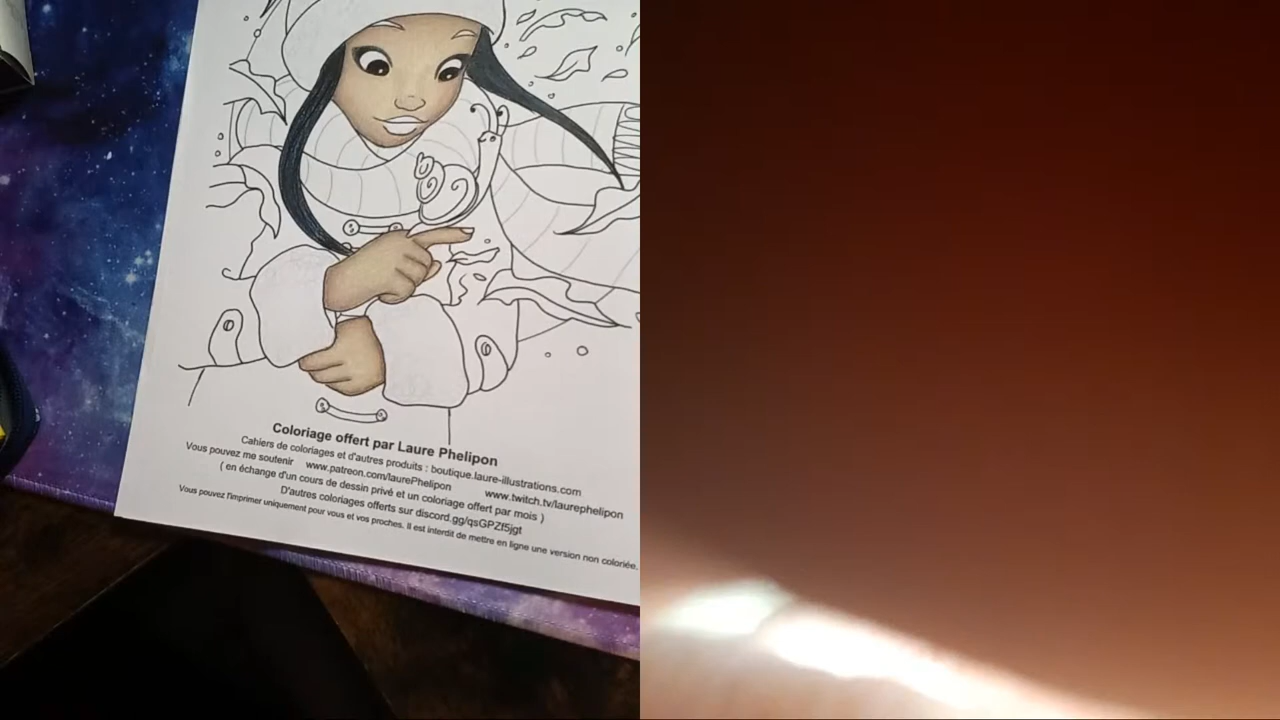 Coloriage offert par Laure Phelipon
Cahiers de coloriages et d'autres produits : boutique.laure-illustrations.com
Vous pouvez me soutenir www.patreon.com/laurePhelipon www.twitch.tv/laurephelipon
( en échange d'un cours de dessin privé et un coloriage offert par mois )
D'autres coloriages offerts sur discord.gg/qsGPZf5jgt
Vous pouvez l'imprimer uniquement pour vous et vos proches. Il est interdit de mettre en ligne une version non coloriée.